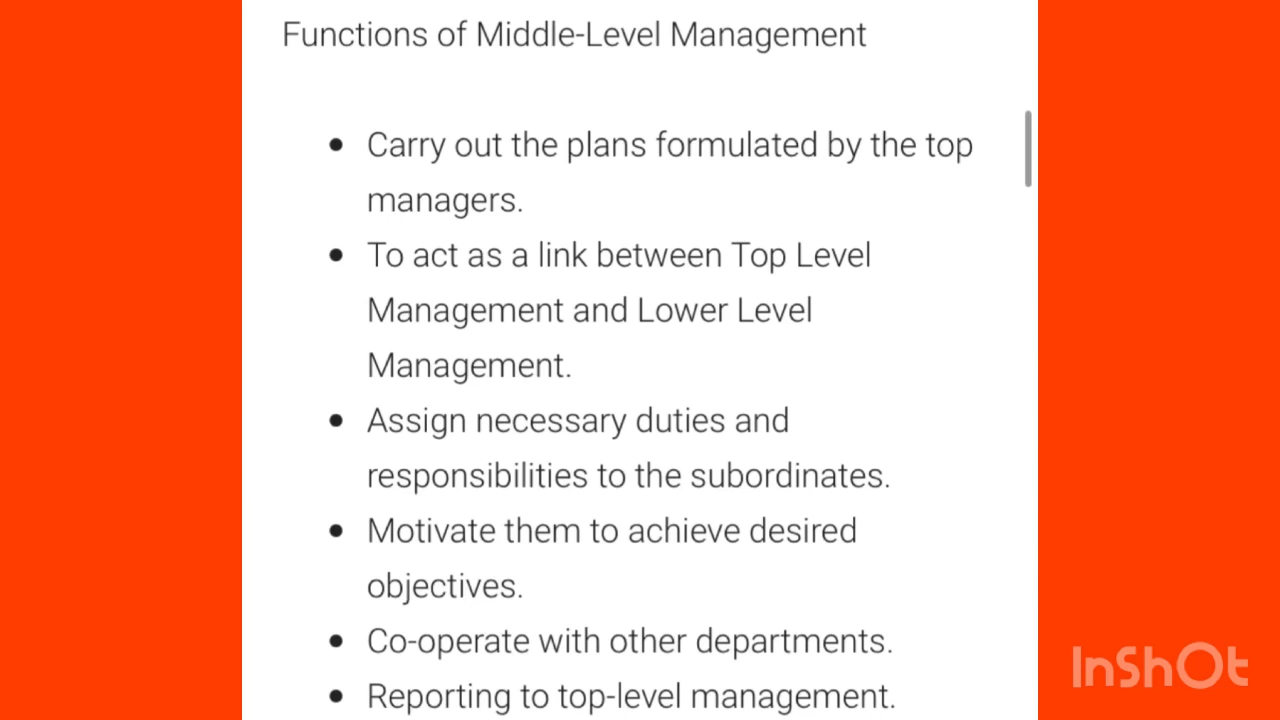 Functions of Middle-Level Management
• Carry out the plans formulated by the top
managers.
• To act as a link between Top Level
Management and Lower Level
Management.
• Assign necessary duties and
responsibilities to the subordinates.
• Motivate them to achieve desired
objectives.
• Co-operate with other departments.
• Reporting to top-level management.
InShOt